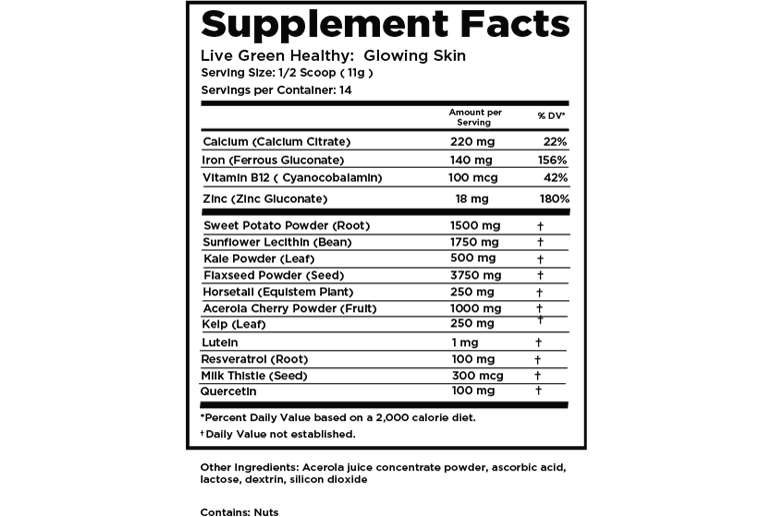 Supplement Facts
Live Green Healthy: Glowing Skin
Serving Size: 1/2 Scoop ( 11g )
Servings per Container: 14
Amount per Serving % DV*
Calcium (Calcium Citrate) 220 mg 22%
Iron (Ferrous Gluconate) 140 mg 156%
Vitamin B12 ( Cyanocobalamin) 100 mcg 42%
Zinc (Zinc Gluconate) 18 mg 180%
Sweet Potato Powder (Root) 1500 mg †
Sunflower Lecithin (Bean) 1750 mg †
Kale Powder (Leaf) 500 mg †
Flaxseed Powder (Seed) 3750 mg †
Horsetail (Equistem Plant) 250 mg †
Acerola Cherry Powder (Fruit) 1000 mg †
Kelp (Leaf) 250 mg †
Lutein 1 mg †
Resveratrol (Root) 100 mg †
Milk Thistle (Seed) 300 mcg †
Quercetin 100 mg †
*Percent Daily Value based on a 2,000 calorie diet.
†Daily Value not established.
Other Ingredients: Acerola juice concentrate powder, ascorbic acid,
lactose, dextrin, silicon dioxide
Contains: Nuts